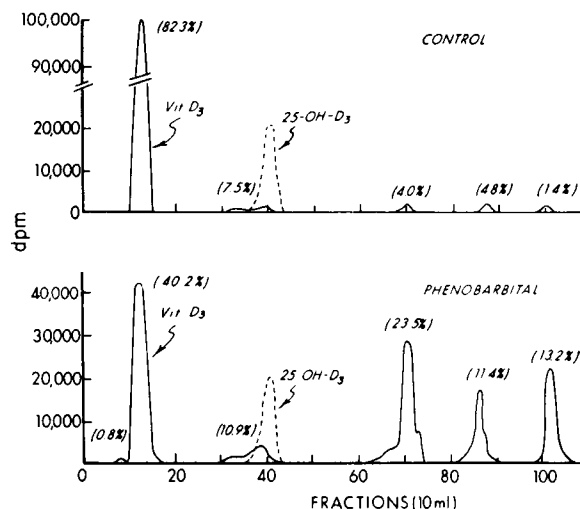 100,000
(82.3%)
CONTROL
90,000
Vit D3
25-OH-D3
20,000
10,000
(7.5%)
(4.0%)
(4.8%)
(1.4%)
0
dpm
40,000
(40.2%)
PHENOBARBITAL
Vit D3
(23.5%)
30,000
25 OH-D3
20,000
(11.4%)
(13.2%)
10,000
(0.8%)
(10.9%)
0 20 40 60 80 100
FRACTIONS (10ml)